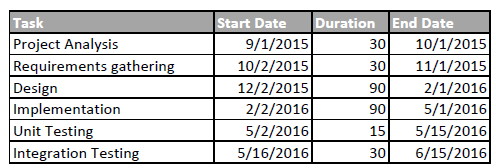 Task Start Date Duration End Date
Project Analysis 9/1/2015 30 10/1/2015
Requirements gathering 10/2/2015 30 11/1/2015
Design 12/2/2015 90 2/1/2016
Implementation 2/2/2016 90 5/1/2016
Unit Testing 5/2/2016 15 5/15/2016
Integration Testing 5/16/2016 30 6/15/2016